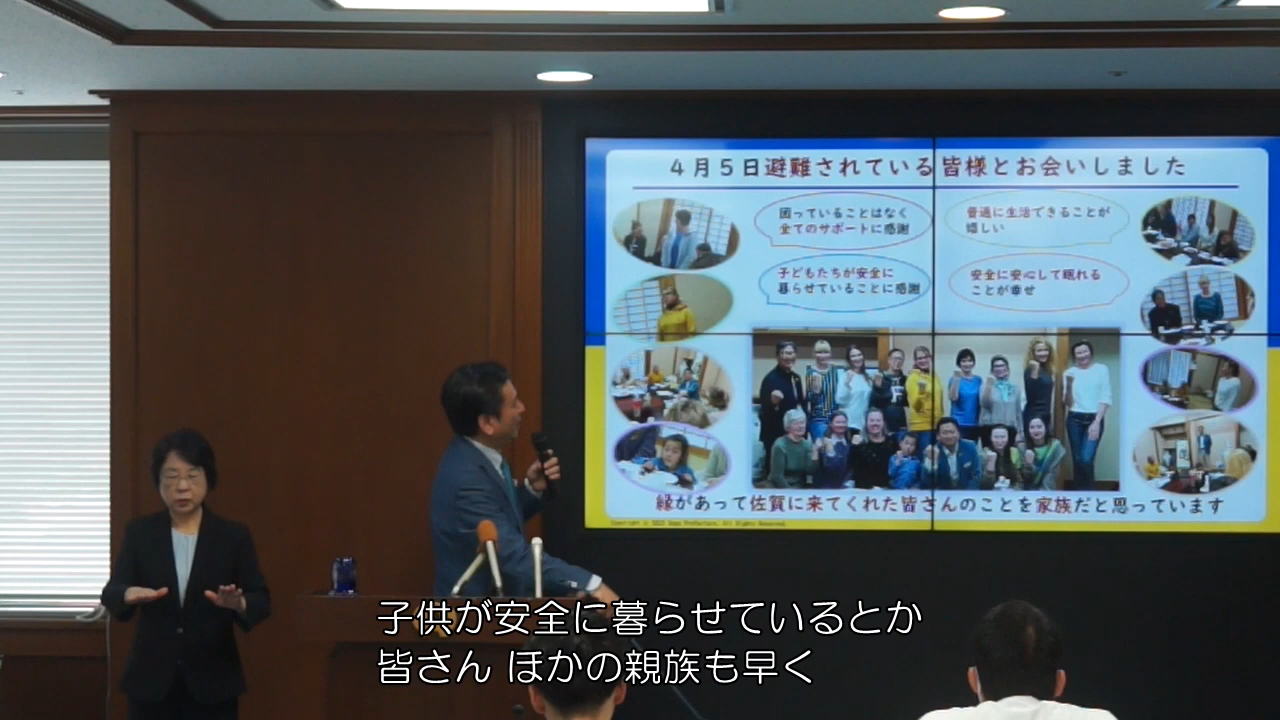 4月5日避難されている皆様とお会いしました
困っていることはなく
全てのサポートに感謝
普通に生活できることが
嬉しい
子どもたちが安全に
暮らせていることに感謝
安全に安心して眠れる
ことが幸せ
縁があって佐賀に来てくれた皆さんのことを家族だと思っています
Copyright © 2023 Saga Prefecture. All Rights Reserved.
子供が安全に暮らせているとか
皆さん ほかの親族も早く